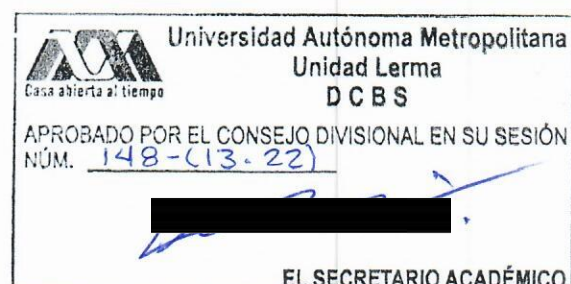 Universidad Autónoma Metropolitana
Unidad Lerma
Casa abierta al tiempo
DCBS
APROBADO POR EL CONSEJO DIVISIONAL EN SU SESIÓN
NÚM. 148-(13.22)
EL SECRETARIO ACADÉMICO